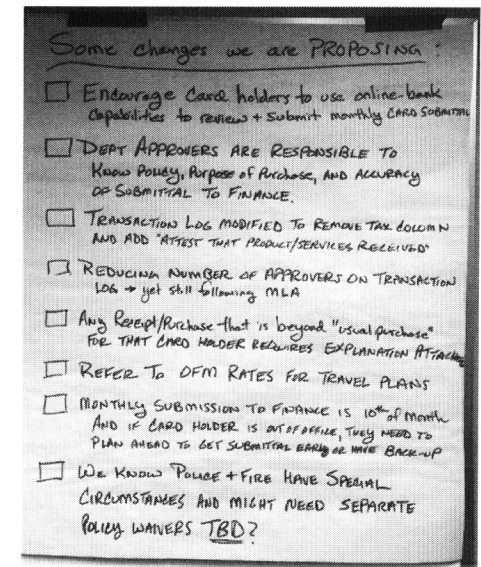 Some changes we are PROPOSING:
Encourage Card holders to use online-bank
capabilities to review + submit monthly CARD SUBMITTAL
DEPT APPROVERS ARE RESPONSIBLE TO
KNOW POLICY, PURPOSE OF PURCHASE, AND ACCURACY
OF SUBMITTAL TO FINANCE.
TRANSACTION LOG MODIFIED TO REMOVE TAX COLUMN
AND ADD "ATTEST THAT PRODUCT/SERVICES RECEIVED"
REDUCING NUMBER OF APPROVERS ON TRANSACTION
LOG → yet still following MLA
Any Receipt/Purchase that is beyond "usual purchase"
FOR THAT CARD HOLDER REQUIRES EXPLANATION
REFER TO OFM RATES FOR TRAVEL PLANS
MONTHLY SUBMISSION TO FINANCE IS 10th of month
AND IF CARD HOLDER IS OUT OF OFFICE, THEY NEED TO
PLAN AHEAD TO GET SUBMITTAL EARLY OR HAVE BACK-UP
WE KNOW POLICE + FIRE HAVE SPECIAL
CIRCUMSTANCES AND MIGHT NEED SEPARATE
POLICY WAIVERS TBD?